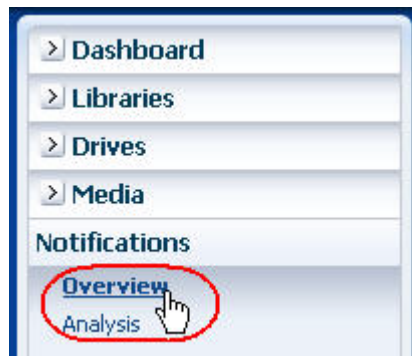 Dashboard
Libraries
Drives
Media
Notifications
Overview
Analysis